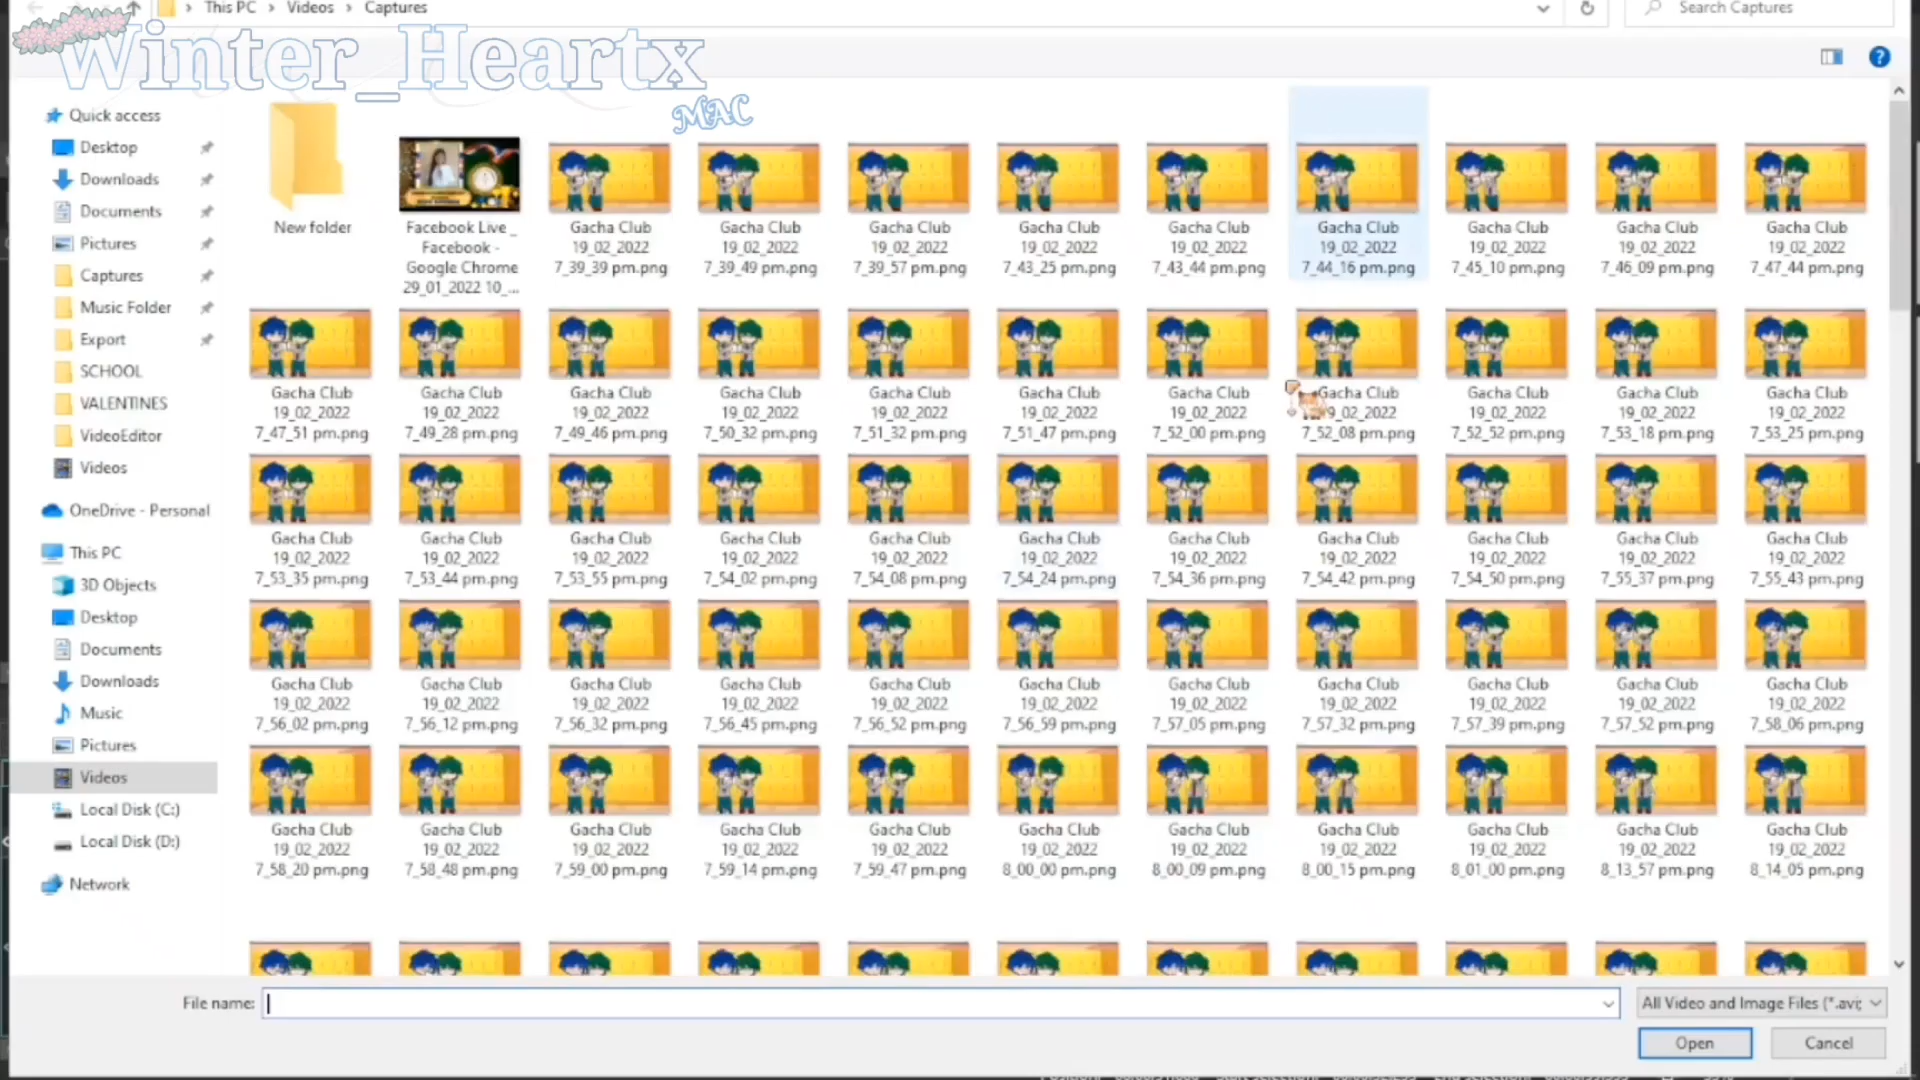 This PC > Videos > Captures
Search Captures
Winter_Heartx
MAC
Quick access
Desktop
Downloads
Documents
Pictures
Captures
Music Folder
Export
SCHOOL
VALENTINES
VideoEditor
Videos
OneDrive - Personal
This PC
3D Objects
Desktop
Documents
Downloads
Music
Pictures
Videos
Local Disk (C:)
Local Disk (D:)
Network
New folder
Facebook Live _
Facebook -
Google Chrome
29_01_2022 10_...
Gacha Club
19_02_2022
7_39_39 pm.png
Gacha Club
19_02_2022
7_39_49 pm.png
Gacha Club
19_02_2022
7_39_57 pm.png
Gacha Club
19_02_2022
7_43_25 pm.png
Gacha Club
19_02_2022
7_43_44 pm.png
Gacha Club
19_02_2022
7_44_16 pm.png
Gacha Club
19_02_2022
7_45_10 pm.png
Gacha Club
19_02_2022
7_46_09 pm.png
Gacha Club
19_02_2022
7_47_44 pm.png
Gacha Club
19_02_2022
7_47_51 pm.png
Gacha Club
19_02_2022
7_49_28 pm.png
Gacha Club
19_02_2022
7_49_46 pm.png
Gacha Club
19_02_2022
7_50_32 pm.png
Gacha Club
19_02_2022
7_51_32 pm.png
Gacha Club
19_02_2022
7_51_47 pm.png
Gacha Club
19_02_2022
7_52_00 pm.png
Gacha Club
9_02_2022
7_52_08 pm.png
Gacha Club
19_02_2022
7_52_52 pm.png
Gacha Club
19_02_2022
7_53_18 pm.png
Gacha Club
19_02_2022
7_53_25 pm.png
Gacha Club
19_02_2022
7_53_35 pm.png
Gacha Club
19_02_2022
7_53_44 pm.png
Gacha Club
19_02_2022
7_53_55 pm.png
Gacha Club
19_02_2022
7_54_02 pm.png
Gacha Club
19_02_2022
7_54_08 pm.png
Gacha Club
19_02_2022
7_54_24 pm.png
Gacha Club
19_02_2022
7_54_36 pm.png
Gacha Club
19_02_2022
7_54_42 pm.png
Gacha Club
19_02_2022
7_54_50 pm.png
Gacha Club
19_02_2022
7_55_37 pm.png
Gacha Club
19_02_2022
7_55_43 pm.png
Gacha Club
19_02_2022
7_56_02 pm.png
Gacha Club
19_02_2022
7_56_12 pm.png
Gacha Club
19_02_2022
7_56_32 pm.png
Gacha Club
19_02_2022
7_56_45 pm.png
Gacha Club
19_02_2022
7_56_52 pm.png
Gacha Club
19_02_2022
7_56_59 pm.png
Gacha Club
19_02_2022
7_57_05 pm.png
Gacha Club
19_02_2022
7_57_32 pm.png
Gacha Club
19_02_2022
7_57_39 pm.png
Gacha Club
19_02_2022
7_57_52 pm.png
Gacha Club
19_02_2022
7_58_06 pm.png
Gacha Club
19_02_2022
7_58_20 pm.png
Gacha Club
19_02_2022
7_58_48 pm.png
Gacha Club
19_02_2022
7_59_00 pm.png
Gacha Club
19_02_2022
7_59_14 pm.png
Gacha Club
19_02_2022
7_59_47 pm.png
Gacha Club
19_02_2022
8_00_00 pm.png
Gacha Club
19_02_2022
8_00_09 pm.png
Gacha Club
19_02_2022
8_00_15 pm.png
Gacha Club
19_02_2022
8_01_00 pm.png
Gacha Club
19_02_2022
8_13_57 pm.png
Gacha Club
19_02_2022
8_14_05 pm.png
File name:
All Video and Image Files (*.avi;
Open
Cancel